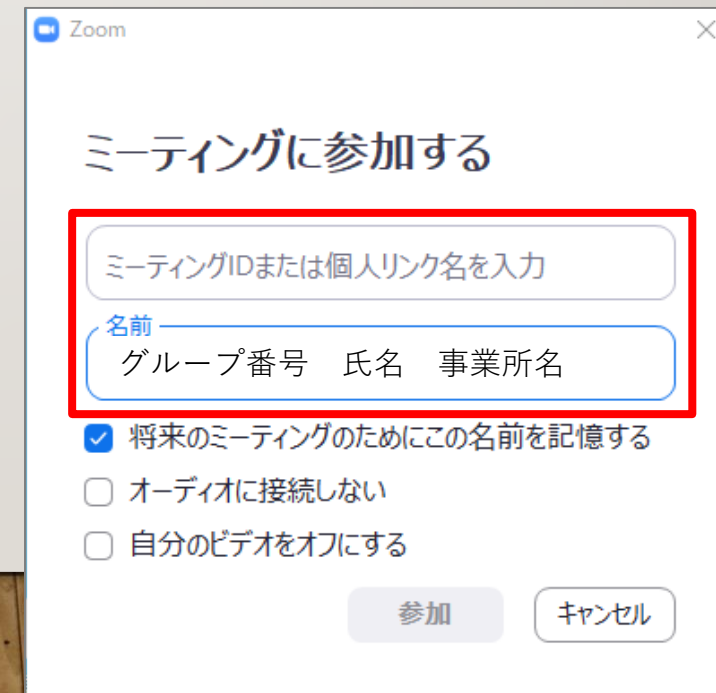 Zoom
ミーティングに参加する
ミーティングIDまたは個人リンク名を入力
名前
グループ番号　氏名　事業所名
将来のミーティングのためにこの名前を記憶する
オーディオに接続しない
自分のビデオをオフにする
参加
キャンセル